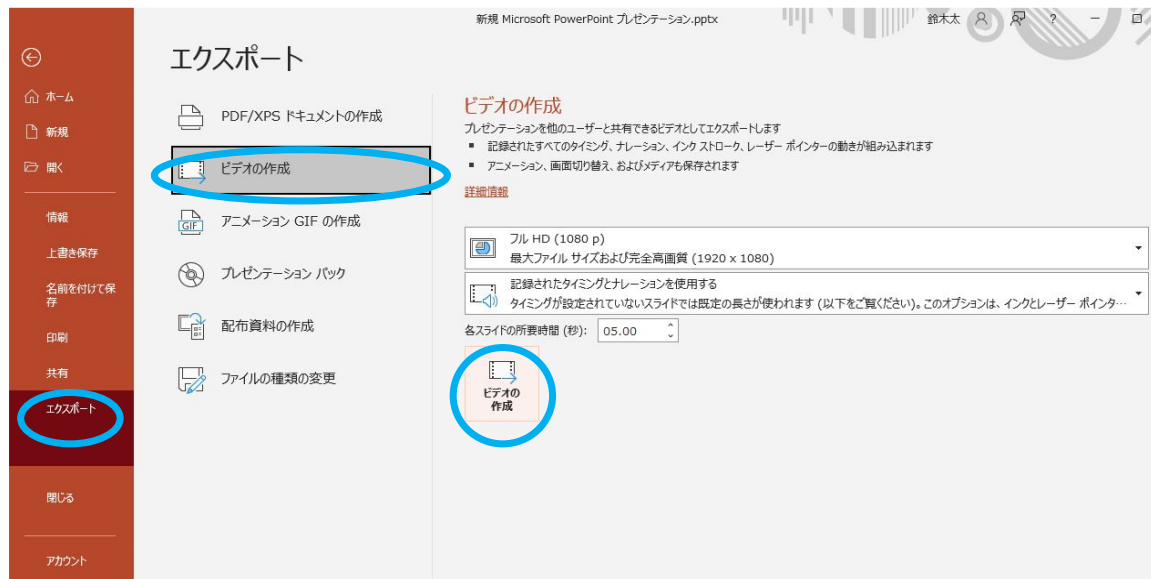 新規 Microsoft PowerPoint プレゼンテーション.pptx
鈴木太
?
エクスポート
ホーム
新規
開く
情報
上書き保存
名前を付けて保
存
印刷
共有
エクスポート
閉じる
アカウント
PDF/XPS ドキュメントの作成
ビデオの作成
GIF
アニメーション GIF の作成
プレゼンテーション パック
配布資料の作成
ファイルの種類の変更
ビデオの作成
プレゼンテーションを他のユーザーと共有できるビデオとしてエクスポートします
■ 記録されたすべてのタイミング、ナレーション、インク ストローク、レーザー ポインターの動きが組み込まれます
■ アニメーション、画面切り替え、およびメディアも保存されます
詳細情報
フル HD (1080 p)
最大ファイル サイズおよび完全高画質 (1920 x 1080)
記録されたタイミングとナレーションを使用する
タイミングが設定されていないスライドでは既定の長さが使われます (以下をご覧ください)。このオプションは、インクとレーザー ポインタ…
各スライドの所要時間 (秒): 05.00
ビデオの
作成